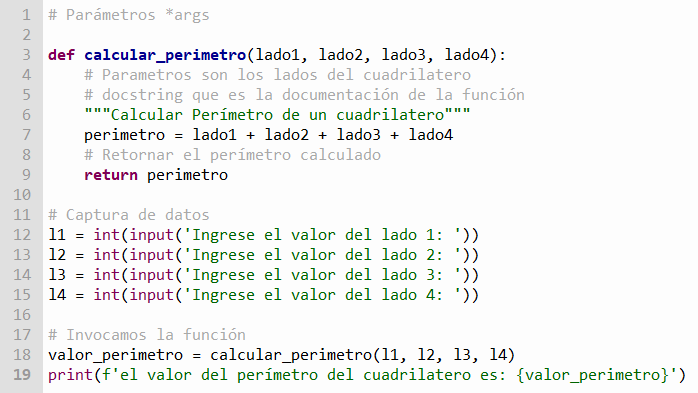 1 # Parámetros *args
2
3 def calcular_perimetro(lado1, lado2, lado3, lado4):
4     # Parametros son los lados del cuadrilatero
5     # docstring que es la documentación de la función
6     """Calcular Perímetro de un cuadrilatero"""
7     perimetro = lado1 + lado2 + lado3 + lado4
8     # Retornar el perímetro calculado
9     return perimetro
10
11 # Captura de datos
12 l1 = int(input('Ingrese el valor del lado 1: '))
13 l2 = int(input('Ingrese el valor del lado 2: '))
14 l3 = int(input('Ingrese el valor del lado 3: '))
15 l4 = int(input('Ingrese el valor del lado 4: '))
16
17 # Invocamos la función
18 valor_perimetro = calcular_perimetro(l1, l2, l3, l4)
19 print(f'el valor del perímetro del cuadrilatero es: {valor_perimetro}')